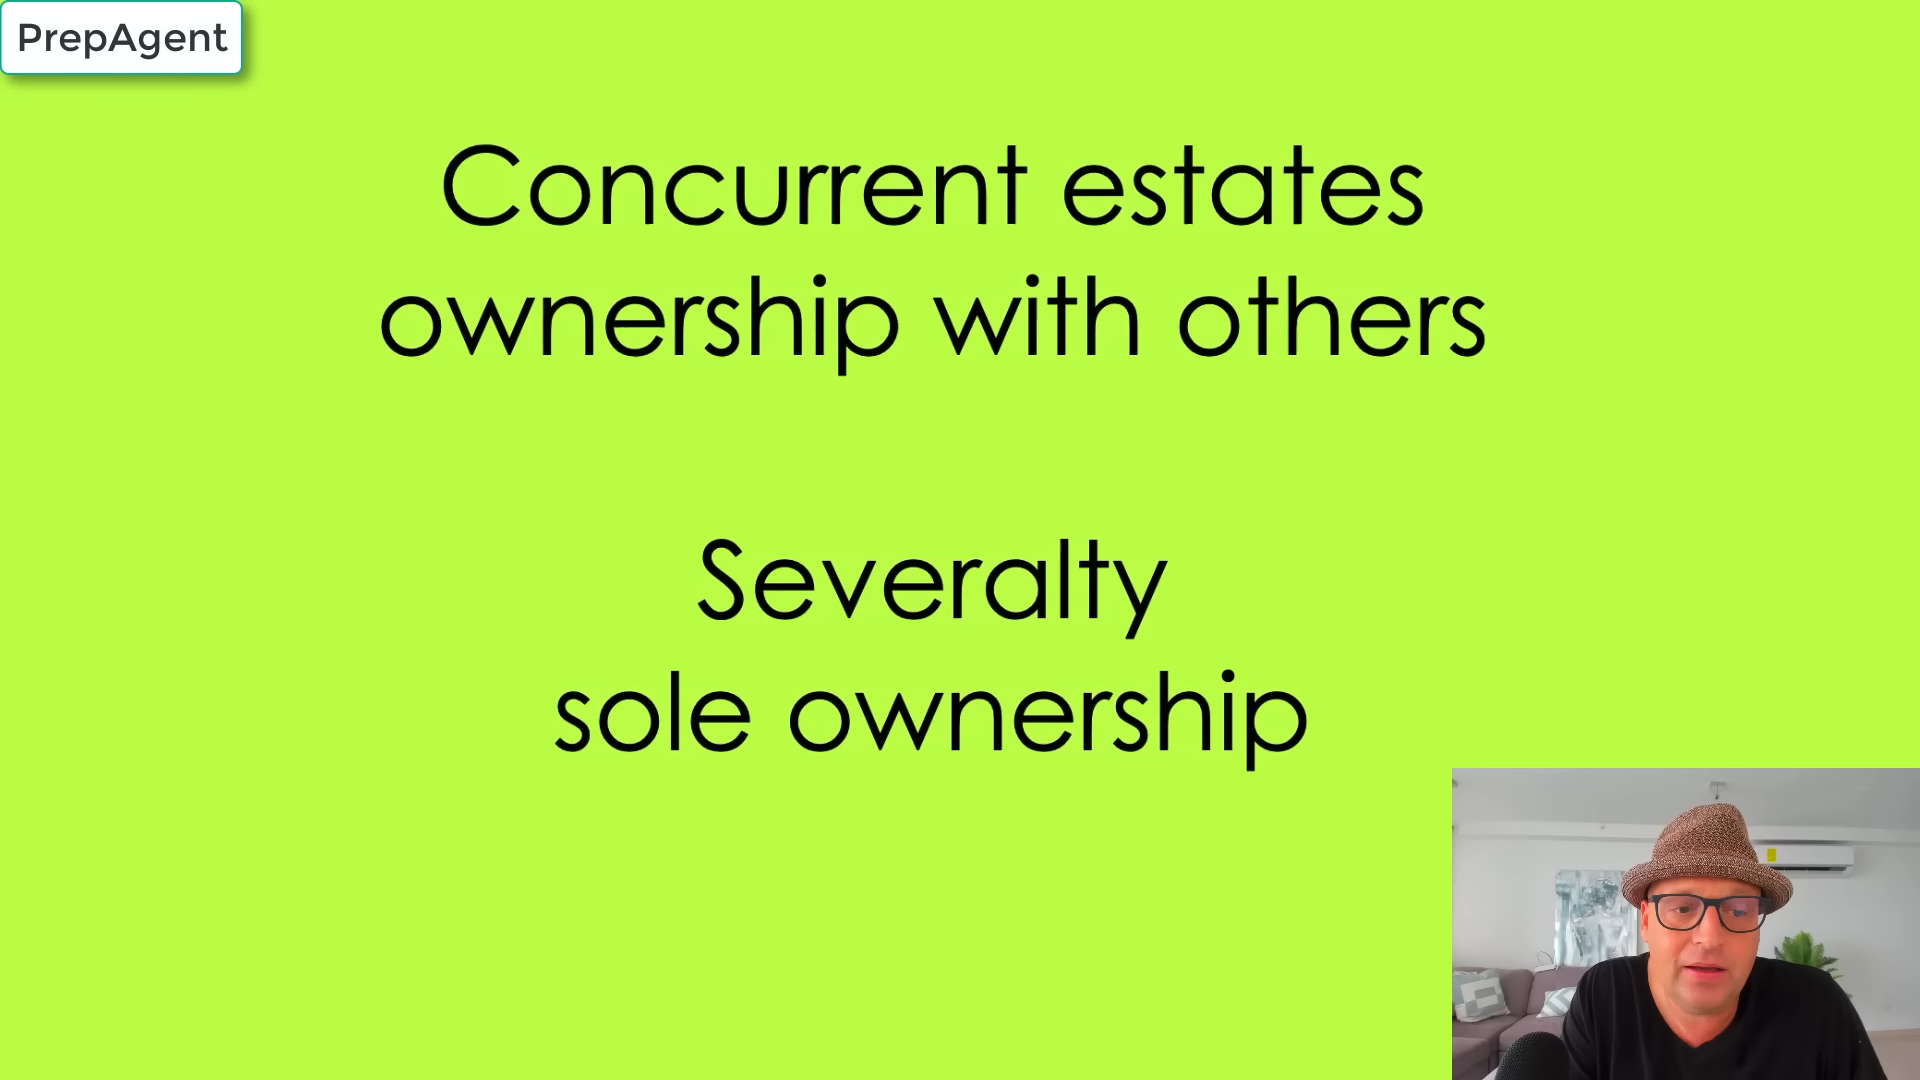 PrepAgent
Concurrent estates
ownership with others
Severalty
sole ownership